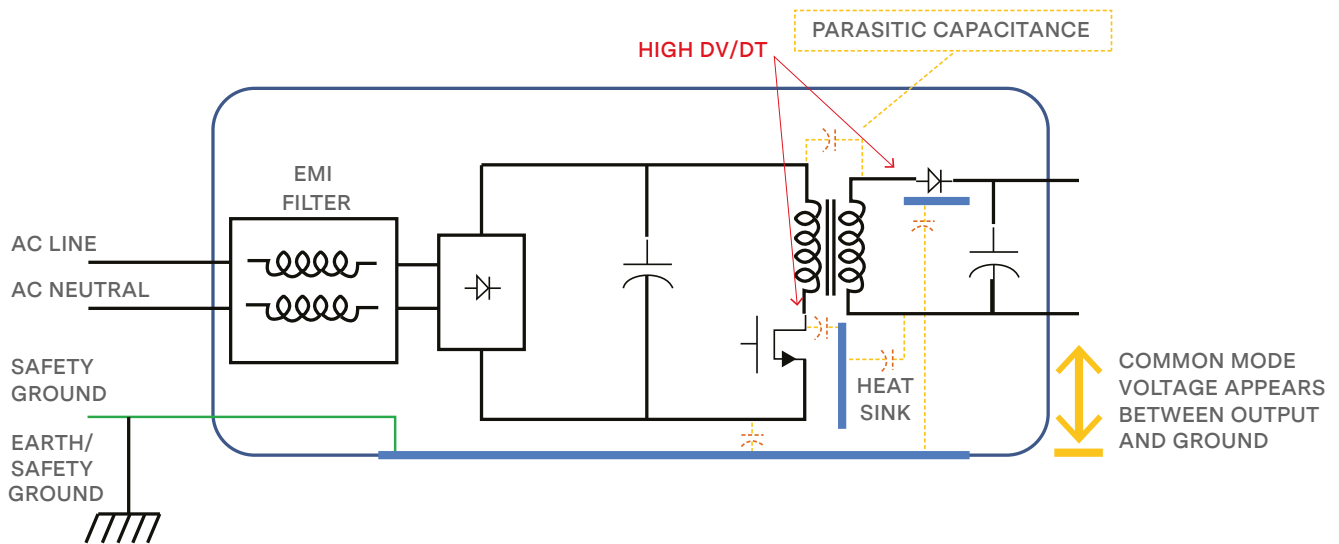 PARASITIC CAPACITANCE
HIGH DV/DT
EMI
FILTER
AC LINE
AC NEUTRAL
SAFETY
GROUND
EARTH/
SAFETY
GROUND
HEAT
SINK
COMMON MODE
VOLTAGE APPEARS
BETWEEN OUTPUT
AND GROUND